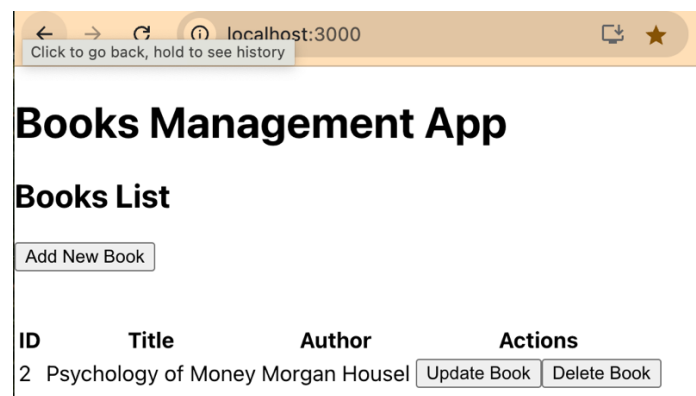 localhost:3000
Click to go back, hold to see history
Books Management App
Books List
Add New Book
ID Title Author Actions
2 Psychology of Money Morgan Housel Update Book Delete Book